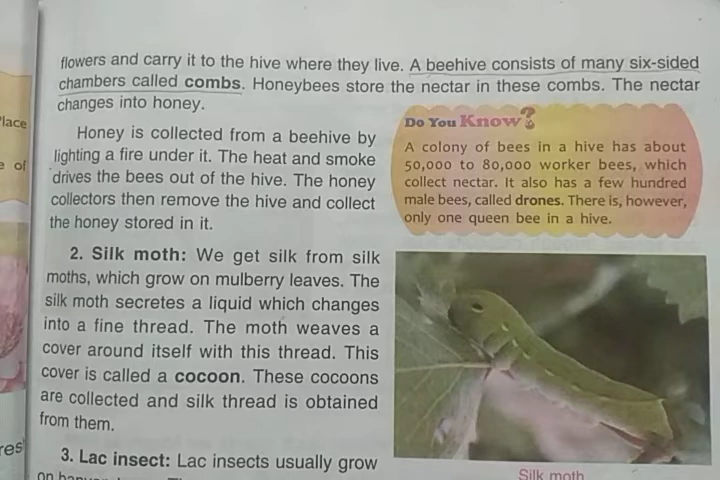 flowers and carry it to the hive where they live. A beehive consists of many six-sided
chambers called combs. Honeybees store the nectar in these combs. The nectar
changes into honey.
Honey is collected from a beehive by
lighting a fire under it. The heat and smoke
drives the bees out of the hive. The honey
collectors then remove the hive and collect
the honey stored in it.
Do You Know?
A colony of bees in a hive has about
50,000 to 80,000 worker bees, which
collect nectar. It also has a few hundred
male bees, called drones. There is, however,
only one queen bee in a hive.
2. Silk moth: We get silk from silk
moths, which grow on mulberry leaves. The
silk moth secretes a liquid which changes
into a fine thread. The moth weaves a
cover around itself with this thread. This
cover is called a cocoon. These cocoons
are collected and silk thread is obtained
from them.
Silk moth
3. Lac insect: Lac insects usually grow
on